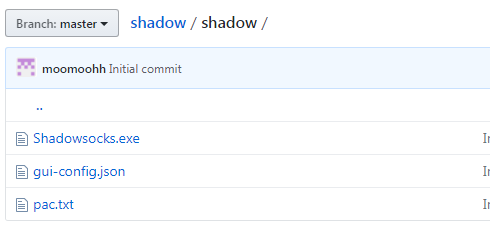 Branch: master shadow / shadow /
moomoohh Initial commit
..
Shadowsocks.exe
gui-config.json
pac.txt